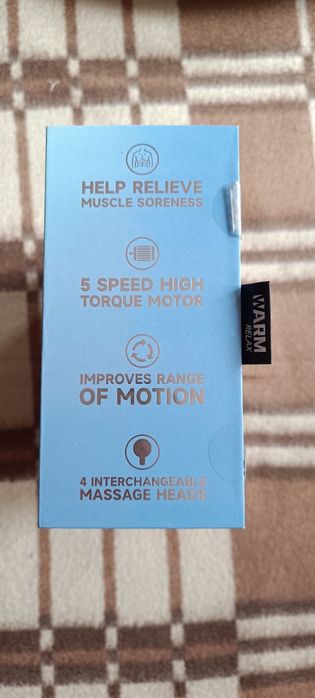 HELP RELIEVE
MUSCLE SORENESS
5 SPEED HIGH
TORQUE MOTOR
IMPROVES RANGE
OF MOTION
4 INTERCHANGEABLE
MASSAGE HEADS
WARM
RELAX